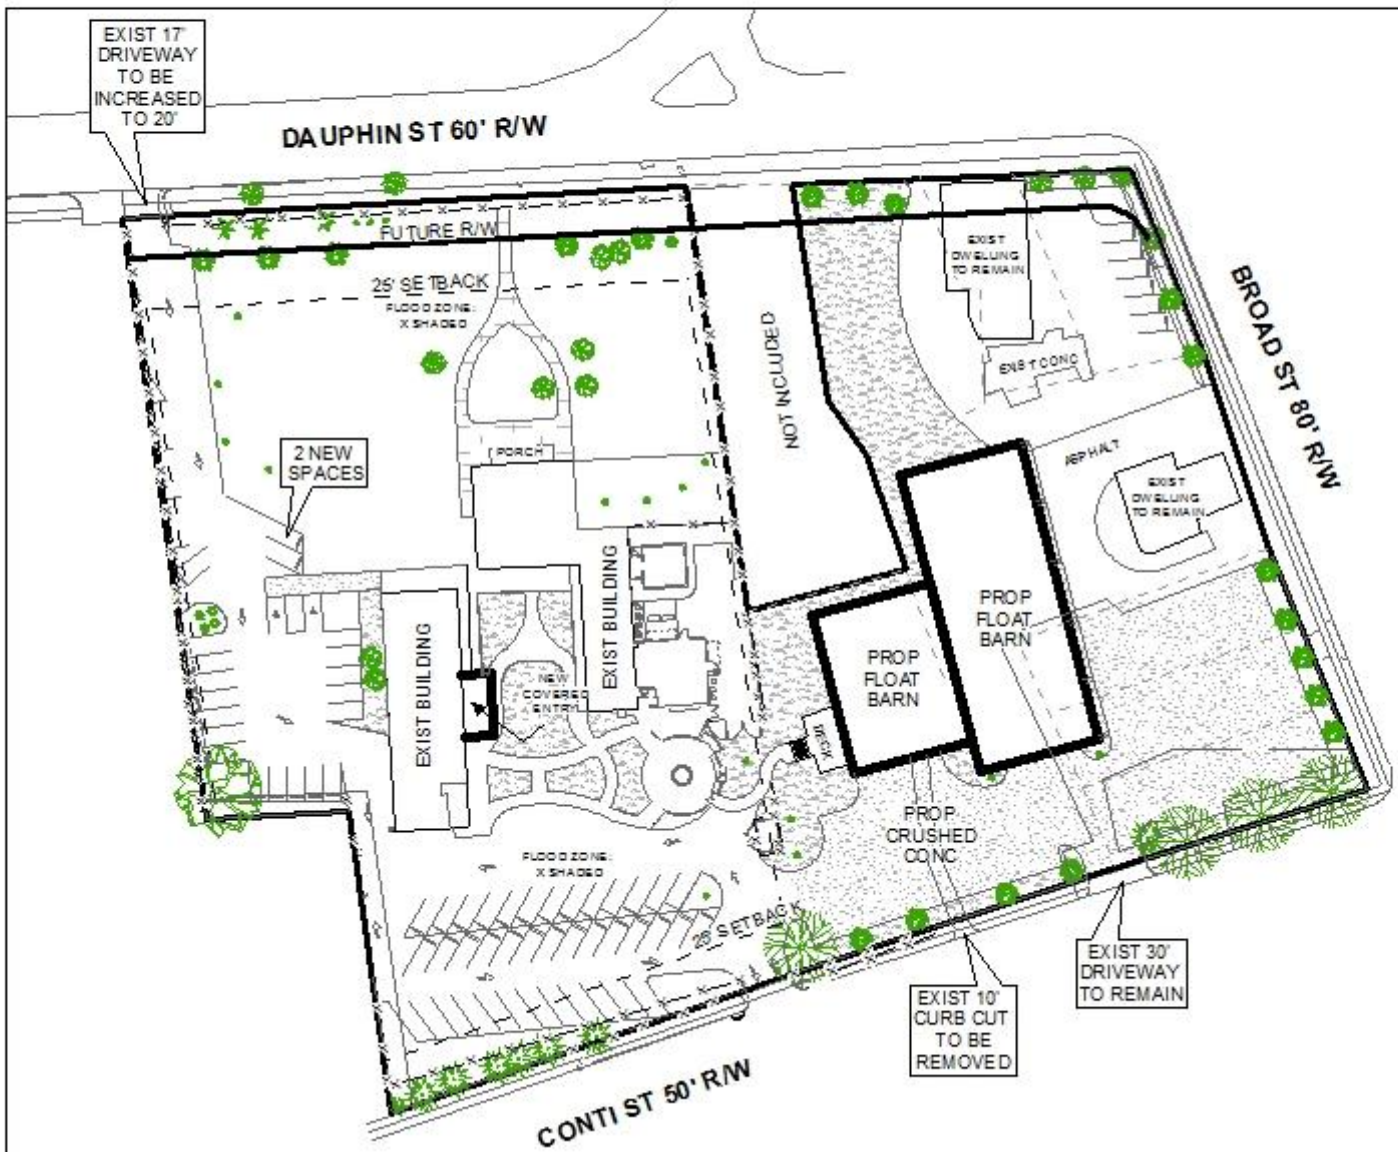 EXIST 17'
DRIVEWAY
TO BE
INCREASED
TO 20'
DAUPHIN ST 60' R/W
FUTURE R/W
25' SETBACK
FLOOD ZONE:
X SHADED
EXIST
DWELLING
TO REMAIN
BROAD ST 80' R/W
NOT INCLUDED
EXIST CONC
2 NEW
SPACES
PORCH
ASPHALT
EXIST
DWELLING
TO REMAIN
EXIST BUILDING
EXIST BUILDING
PROP
FLOAT
BARN
PROP
FLOAT
BARN
NEW
COVERED
ENTRY
DECK
PROP
CRUSHED
CONC
FLOOD ZONE:
X SHADED
25' SETBACK
EXIST 30'
DRIVEWAY
TO REMAIN
EXIST 10'
CURB CUT
TO BE
REMOVED
CONTI ST 50' R/W